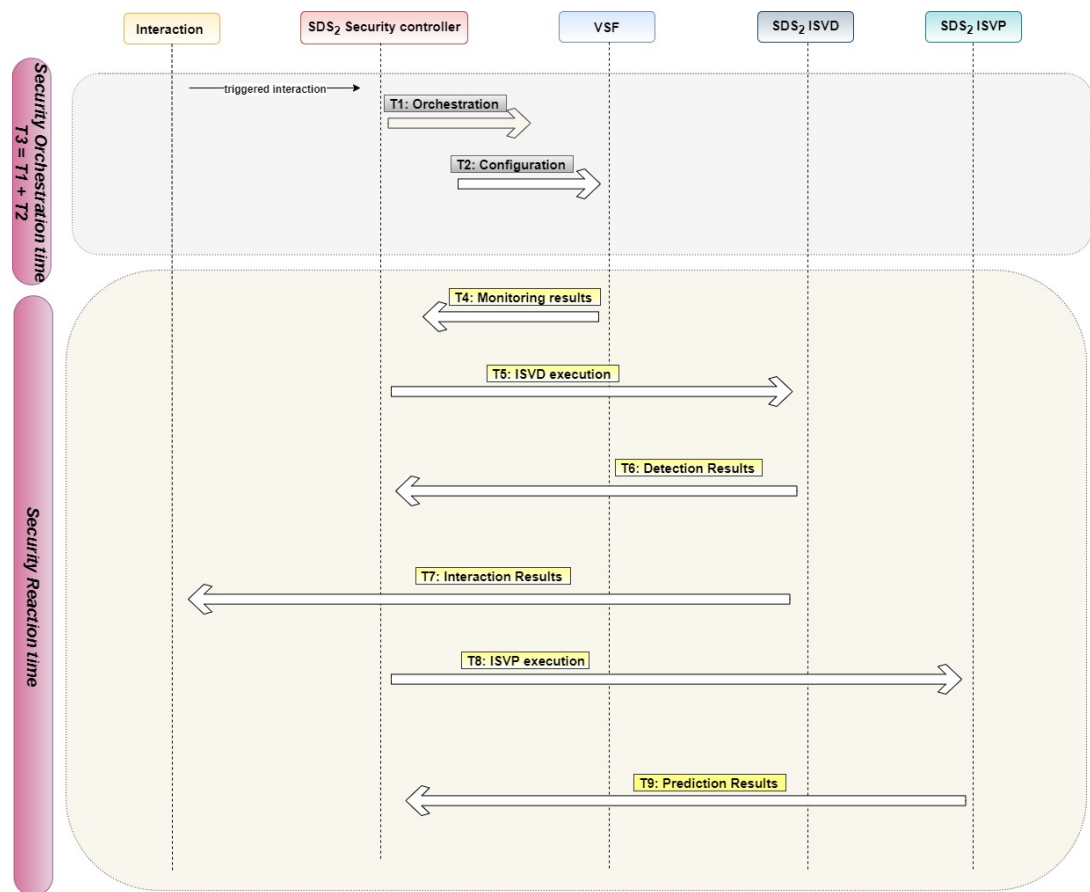 Interaction
SDS2 Security controller
VSF
SDS2 ISVD
SDS2 ISVP
Security Orchestration time
T3 = T1 + T2
triggered interaction
T1: Orchestration
T2: Configuration
Security Reaction time
T4: Monitoring results
T5: ISVD execution
T6: Detection Results
T7: Interaction Results
T8: ISVP execution
T9: Prediction Results